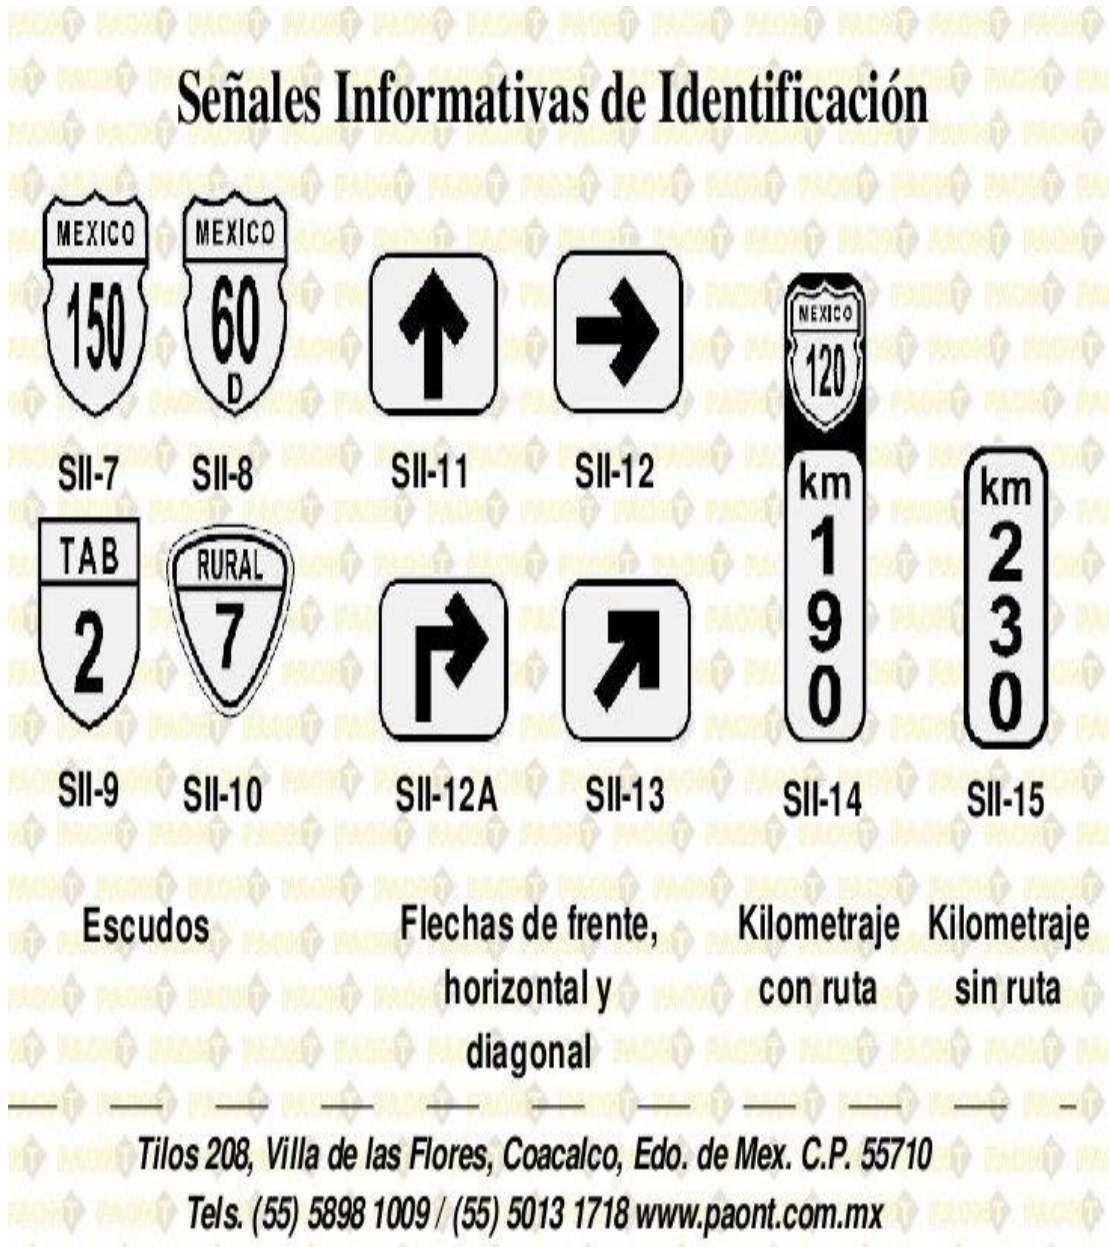 Señales Informativas de Identificación
MEXICO
150
SII-7
MEXICO
60
D
SII-8
SII-11
SII-12
TAB
2
SII-9
RURAL
7
SII-10
SII-12A
SII-13
MEXICO
120
km
1
9
0
SII-14
km
2
3
0
SII-15
Escudos
Flechas de frente,
horizontal y
diagonal
Kilometraje
con ruta
Kilometraje
sin ruta
Tilos 208, Villa de las Flores, Coacalco, Edo. de Mex. C.P. 55710
Tels. (55) 5898 1009 / (55) 5013 1718 www.paont.com.mx